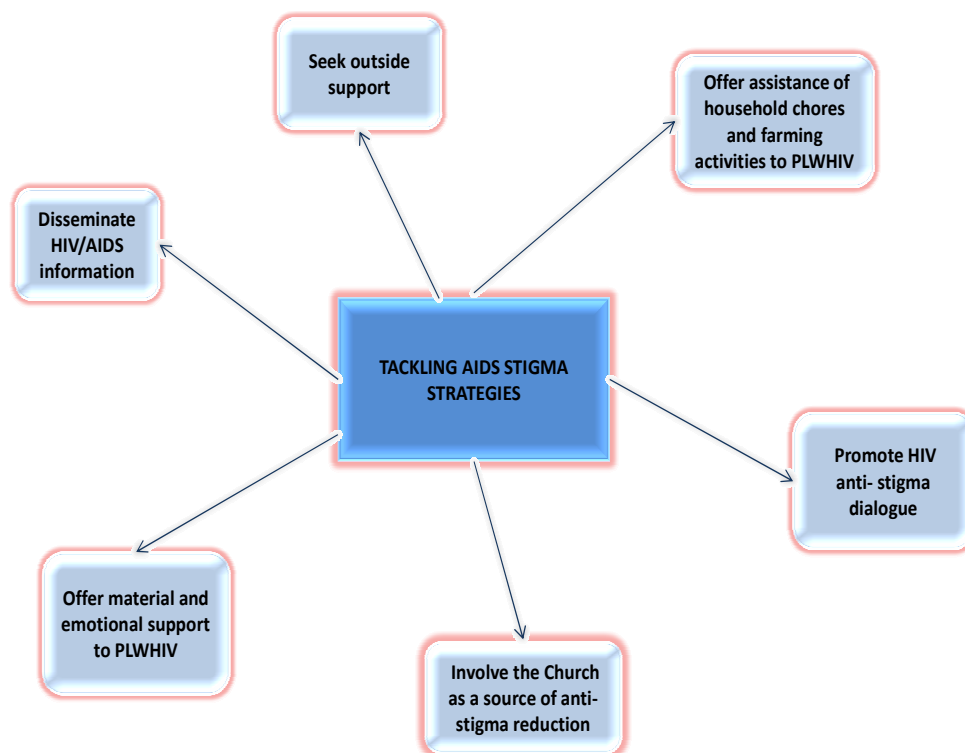 Seek outside
support
Offer assistance of
household chores
and farming
activities to PLWHIV
Disseminate
HIV/AIDS
information
TACKLING AIDS STIGMA
STRATEGIES
Promote HIV
anti- stigma
dialogue
Offer material and
emotional support
to PLWHIV
Involve the Church
as a source of anti-
stigma reduction